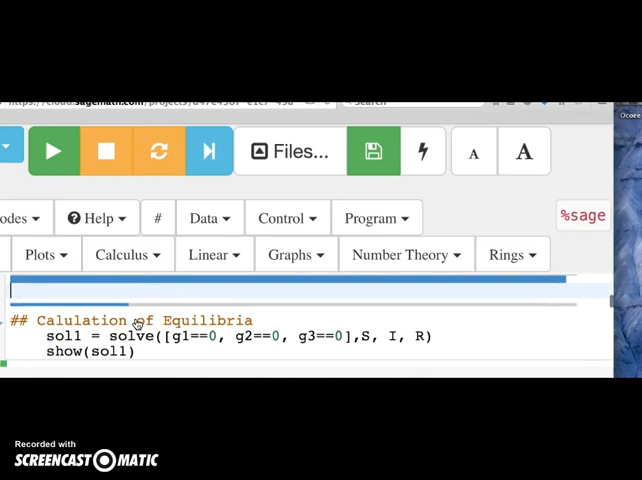 https://cloud.sagemath.com/projects/
Search
Ocoee
Files...
A
A
odes
Help
#
Data
Control
Program
%sage
Plots
Calculus
Linear
Graphs
Number Theory
Rings
## Calulation of Equilibria
sol1 = solve([g1==0, g2==0, g3==0],S, I, R)
show(sol1)
Recorded with
SCREENCAST-O-MATIC